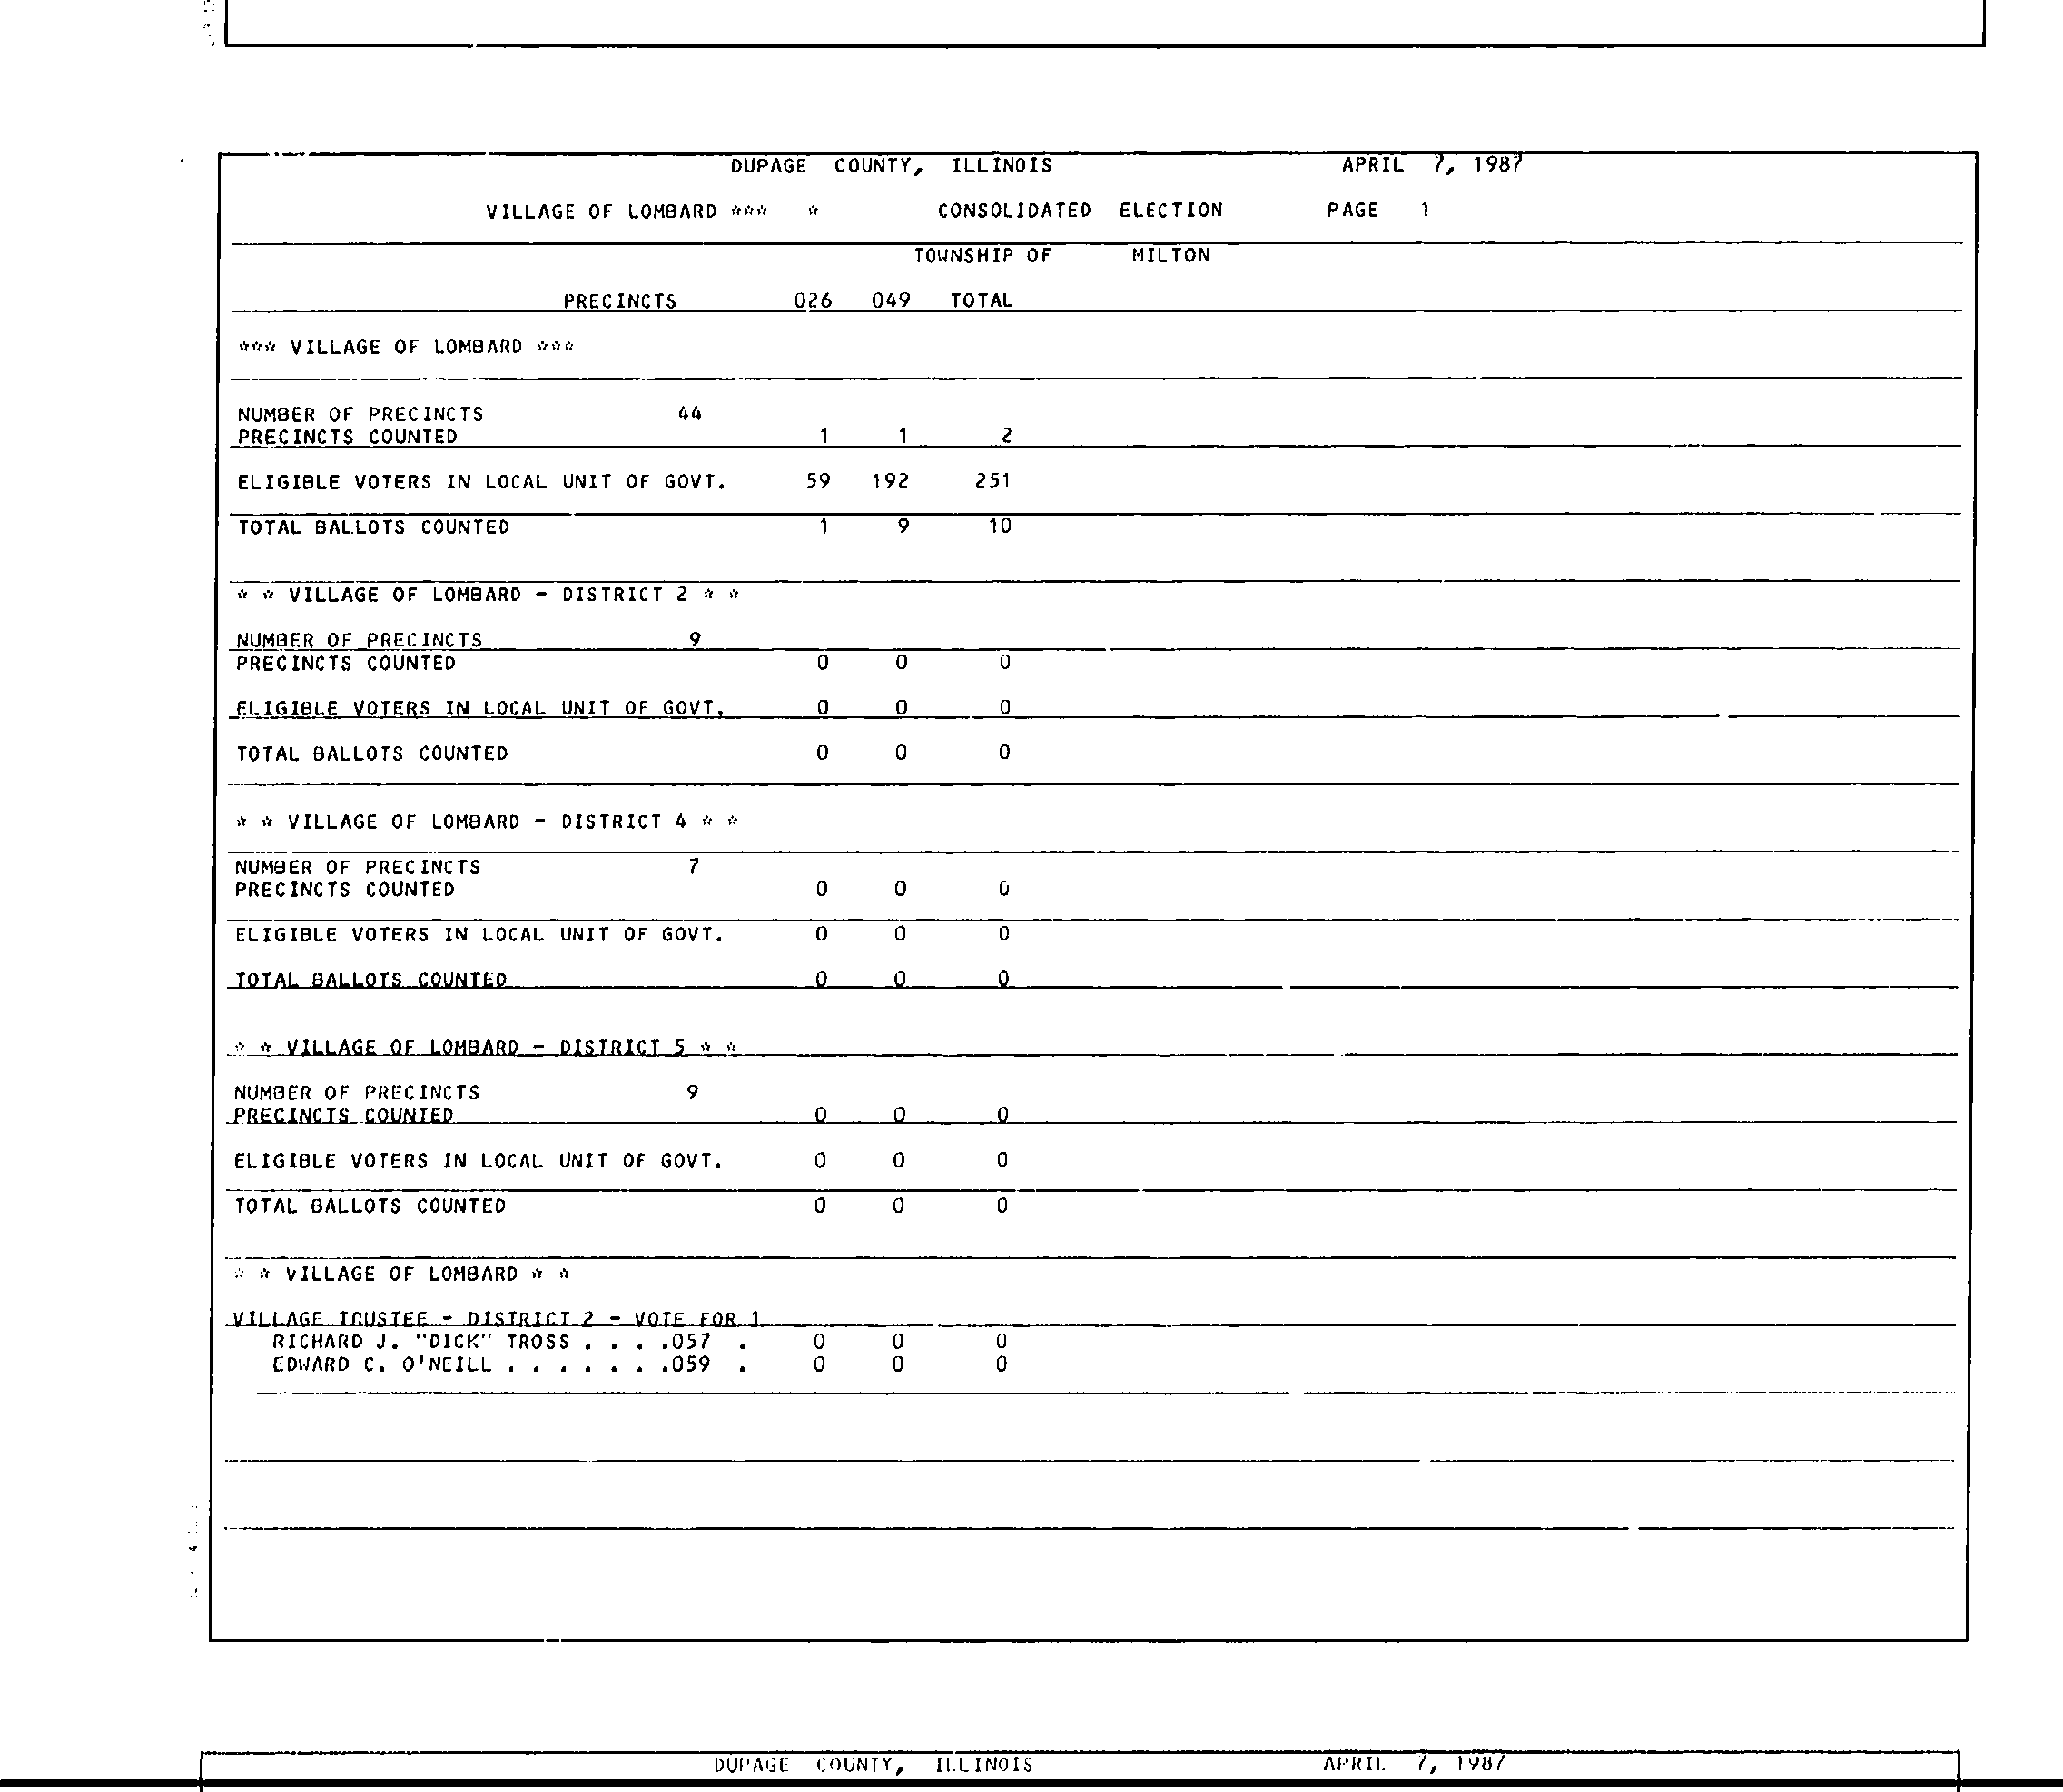 DUPAGE COUNTY, ILLINOIS APRIL 7, 1987
VILLAGE OF LOMBARD *** * CONSOLIDATED ELECTION PAGE 1
TOWNSHIP OF MILTON
PRECINCTS 026 049 TOTAL
*** VILLAGE OF LOMBARD ***
NUMBER OF PRECINCTS 44
PRECINCTS COUNTED 1 1 2
ELIGIBLE VOTERS IN LOCAL UNIT OF GOVT. 59 192 251
TOTAL BALLOTS COUNTED 1 9 10
* * VILLAGE OF LOMBARD - DISTRICT 2 * *
NUMBER OF PRECINCTS 9
PRECINCTS COUNTED 0 0 0
ELIGIBLE VOTERS IN LOCAL UNIT OF GOVT. 0 0 0
TOTAL BALLOTS COUNTED 0 0 0
* * VILLAGE OF LOMBARD - DISTRICT 4 * *
NUMBER OF PRECINCTS 7
PRECINCTS COUNTED 0 0 0
ELIGIBLE VOTERS IN LOCAL UNIT OF GOVT. 0 0 0
TOTAL BALLOTS COUNTED 0 0 0
* * VILLAGE OF LOMBARD - DISTRICT 5 * *
NUMBER OF PRECINCTS 9
PRECINCTS COUNTED 0 0 0
ELIGIBLE VOTERS IN LOCAL UNIT OF GOVT. 0 0 0
TOTAL BALLOTS COUNTED 0 0 0
* * VILLAGE OF LOMBARD * *
VILLAGE TRUSTEE - DISTRICT 2 - VOTE FOR 1
RICHARD J. "DICK" TROSS . . . .057 . 0 0 0
EDWARD C. O'NEILL . . . . . . .059 . 0 0 0
DUPAGE COUNTY, ILLINOIS APRIL 7, 1987